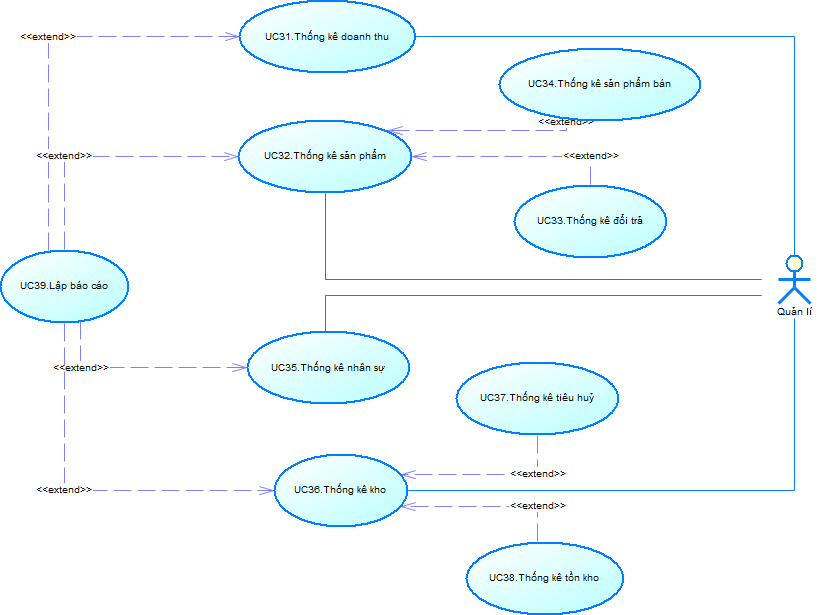 <<extend>>
UC31.Thống kê doanh thu
UC34.Thống kê sản phẩm bán
<<extend>>
<<extend>>
UC32.Thống kê sản phẩm
<<extend>>
UC33.Thống kê đổi trả
UC39.Lập báo cáo
Quản lí
<<extend>>
UC35.Thống kê nhân sự
UC37.Thống kê tiêu huỷ
<<extend>>
<<extend>>
UC36.Thống kê kho
<<extend>>
UC38.Thống kê tồn kho